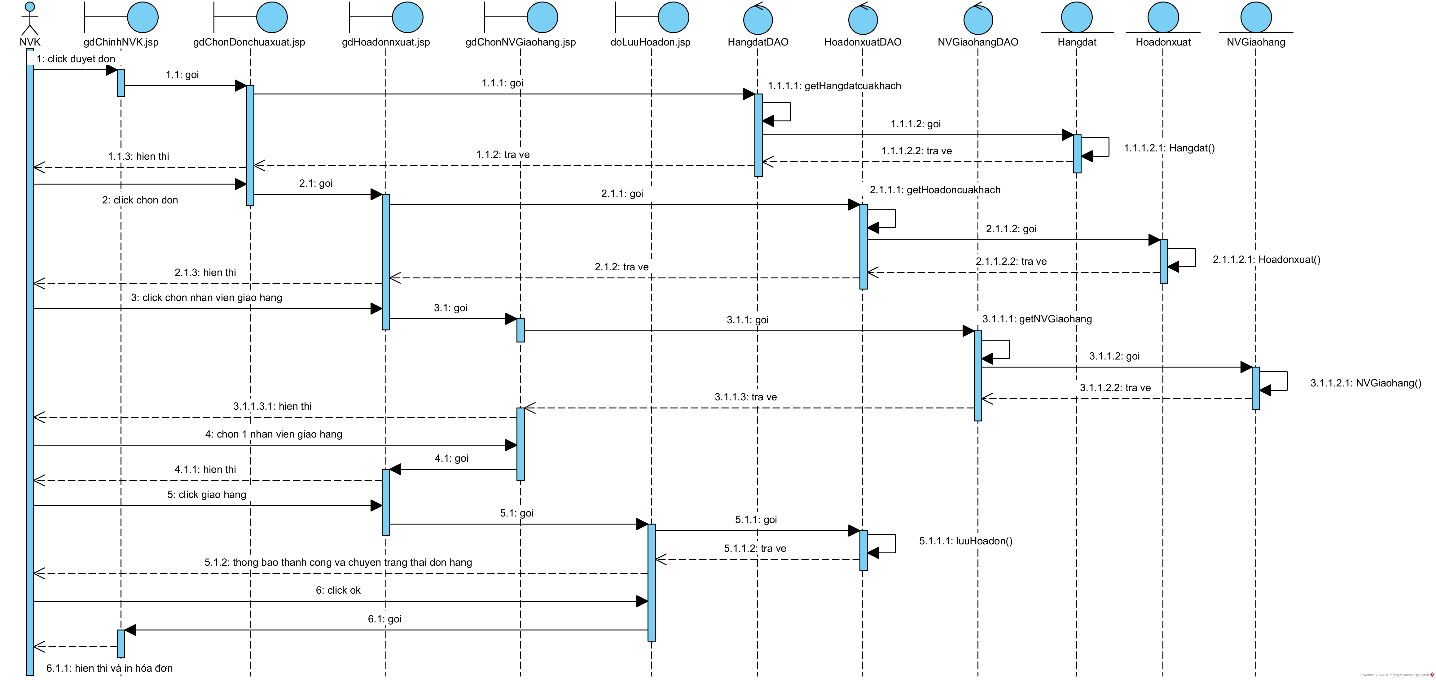 NVK
gdChinhNVK.jsp
gdChonDonchuaxuat.jsp
gdHoadonnxuat.jsp
gdChonNVGiaohang.jsp
doLuuHoadon.jsp
HangdatDAO
HoadonxuatDAO
NVGiaohangDAO
Hangdat
Hoadonxuat
NVGiaohang
1: click duyet don
1.1: goi
1.1.1: goi
1.1.1.1: getHangdatcuakhach
1.1.1.2: goi
1.1.1.2.1: Hangdat()
1.1.1.2.2: tra ve
1.1.2: tra ve
1.1.3: hien thi
2: click chon don
2.1: goi
2.1.1: goi
2.1.1.1: getHoadoncuakhach
2.1.1.2: goi
2.1.1.2.1: Hoadonxuat()
2.1.1.2.2: tra ve
2.1.2: tra ve
2.1.3: hien thi
3: click chon nhan vien giao hang
3.1: goi
3.1.1: goi
3.1.1.1: getNVGiaohang
3.1.1.2: goi
3.1.1.2.1: NVGiaohang()
3.1.1.2.2: tra ve
3.1.1.3: tra ve
3.1.1.3.1: hien thi
4: chon 1 nhan vien giao hang
4.1: goi
4.1.1: hien thi
5: click giao hang
5.1: goi
5.1.1: goi
5.1.1.1: luuHoadon()
5.1.1.2: tra ve
5.1.2: thong bao thanh cong va chuyen trang thai don hang
6: click ok
6.1: goi
6.1.1: hien thi và in hóa đơn